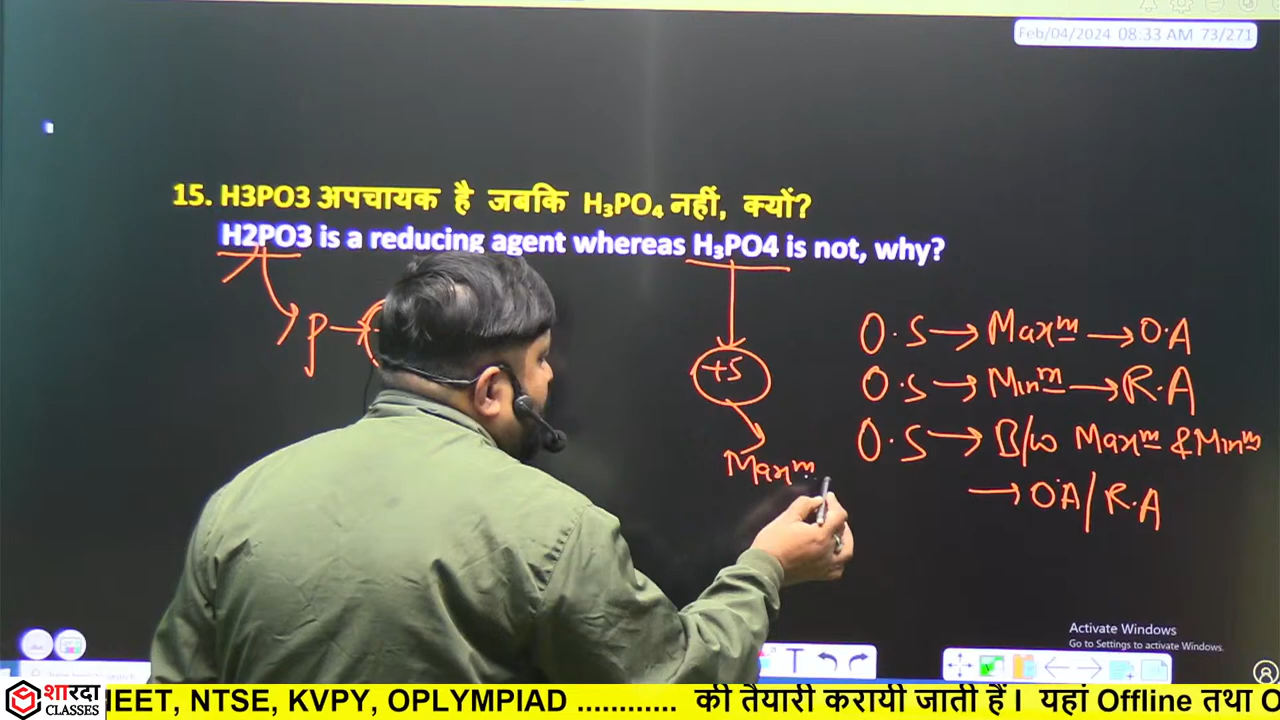 Feb/04/2024 08:33 AM 73/271
15. H3PO3 अपचायक है जबकि H₃PO₄ नहीं, क्यों?
H2PO3 is a reducing agent whereas H₃PO4 is not, why?
P →
+5
Maxᵐ
O.S → Maxᵐ → O.A
O.S → Minᵐ → R.A
O.S → B/w Maxᵐ & Minᵐ
→ O.A/R.A
Activate Windows
Go to Settings to activate Windows.
शारदा
CLASSES
NEET, NTSE, KVPY, OPLYMPIAD ............ की तैयारी करायी जाती हैं। यहां Offline तथा